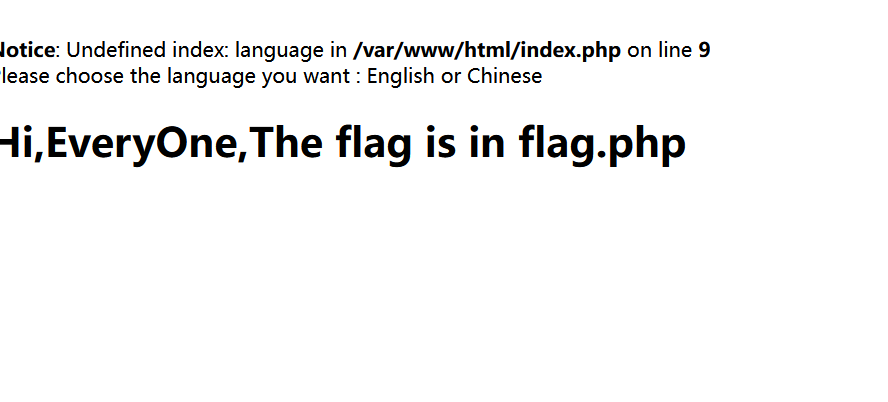 Notice: Undefined index: language in /var/www/html/index.php on line 9
Please choose the language you want : English or Chinese
Hi,EveryOne,The flag is in flag.php